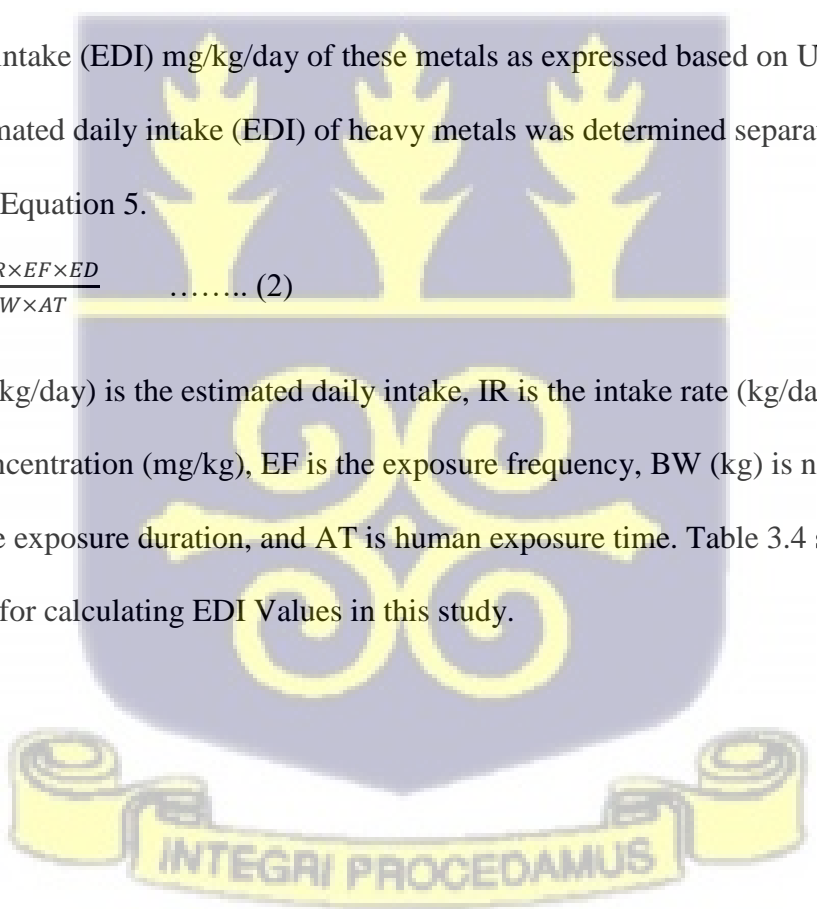 intake (EDI) mg/kg/day of these metals as expressed based on U
mated daily intake (EDI) of heavy metals was determined separa
Equation 5.
R×EF×ED
W×AT
…….. (2)
kg/day) is the estimated daily intake, IR is the intake rate (kg/da
ncentration (mg/kg), EF is the exposure frequency, BW (kg) is n
e exposure duration, and AT is human exposure time. Table 3.4 s
for calculating EDI Values in this study.
INTEGRI PROCEDAMUS